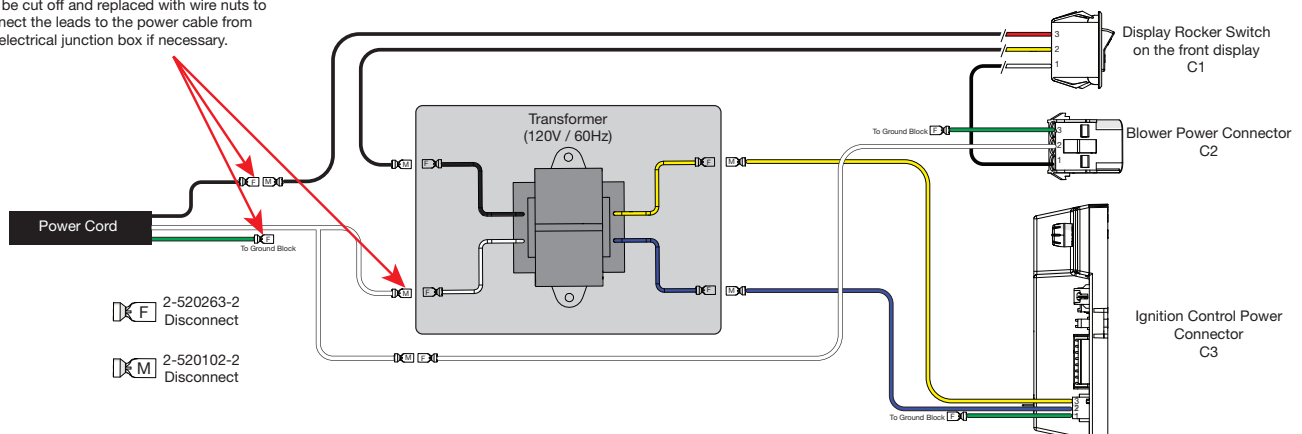 be cut off and replaced with wire nuts to
nect the leads to the power cable from
electrical junction box if necessary.
Display Rocker Switch
on the front display
C1
3
2
1
Transformer
(120V / 60Hz)
To Ground Block F
3
2
1
Blower Power Connector
C2
M F
F M
F M
Power Cord
F
To Ground Block
M F
F M
2-520263-2
F
Disconnect
M F
2-520102-2
M
Disconnect
Ignition Control Power
Connector
C3
3
2
1
To Ground Block F